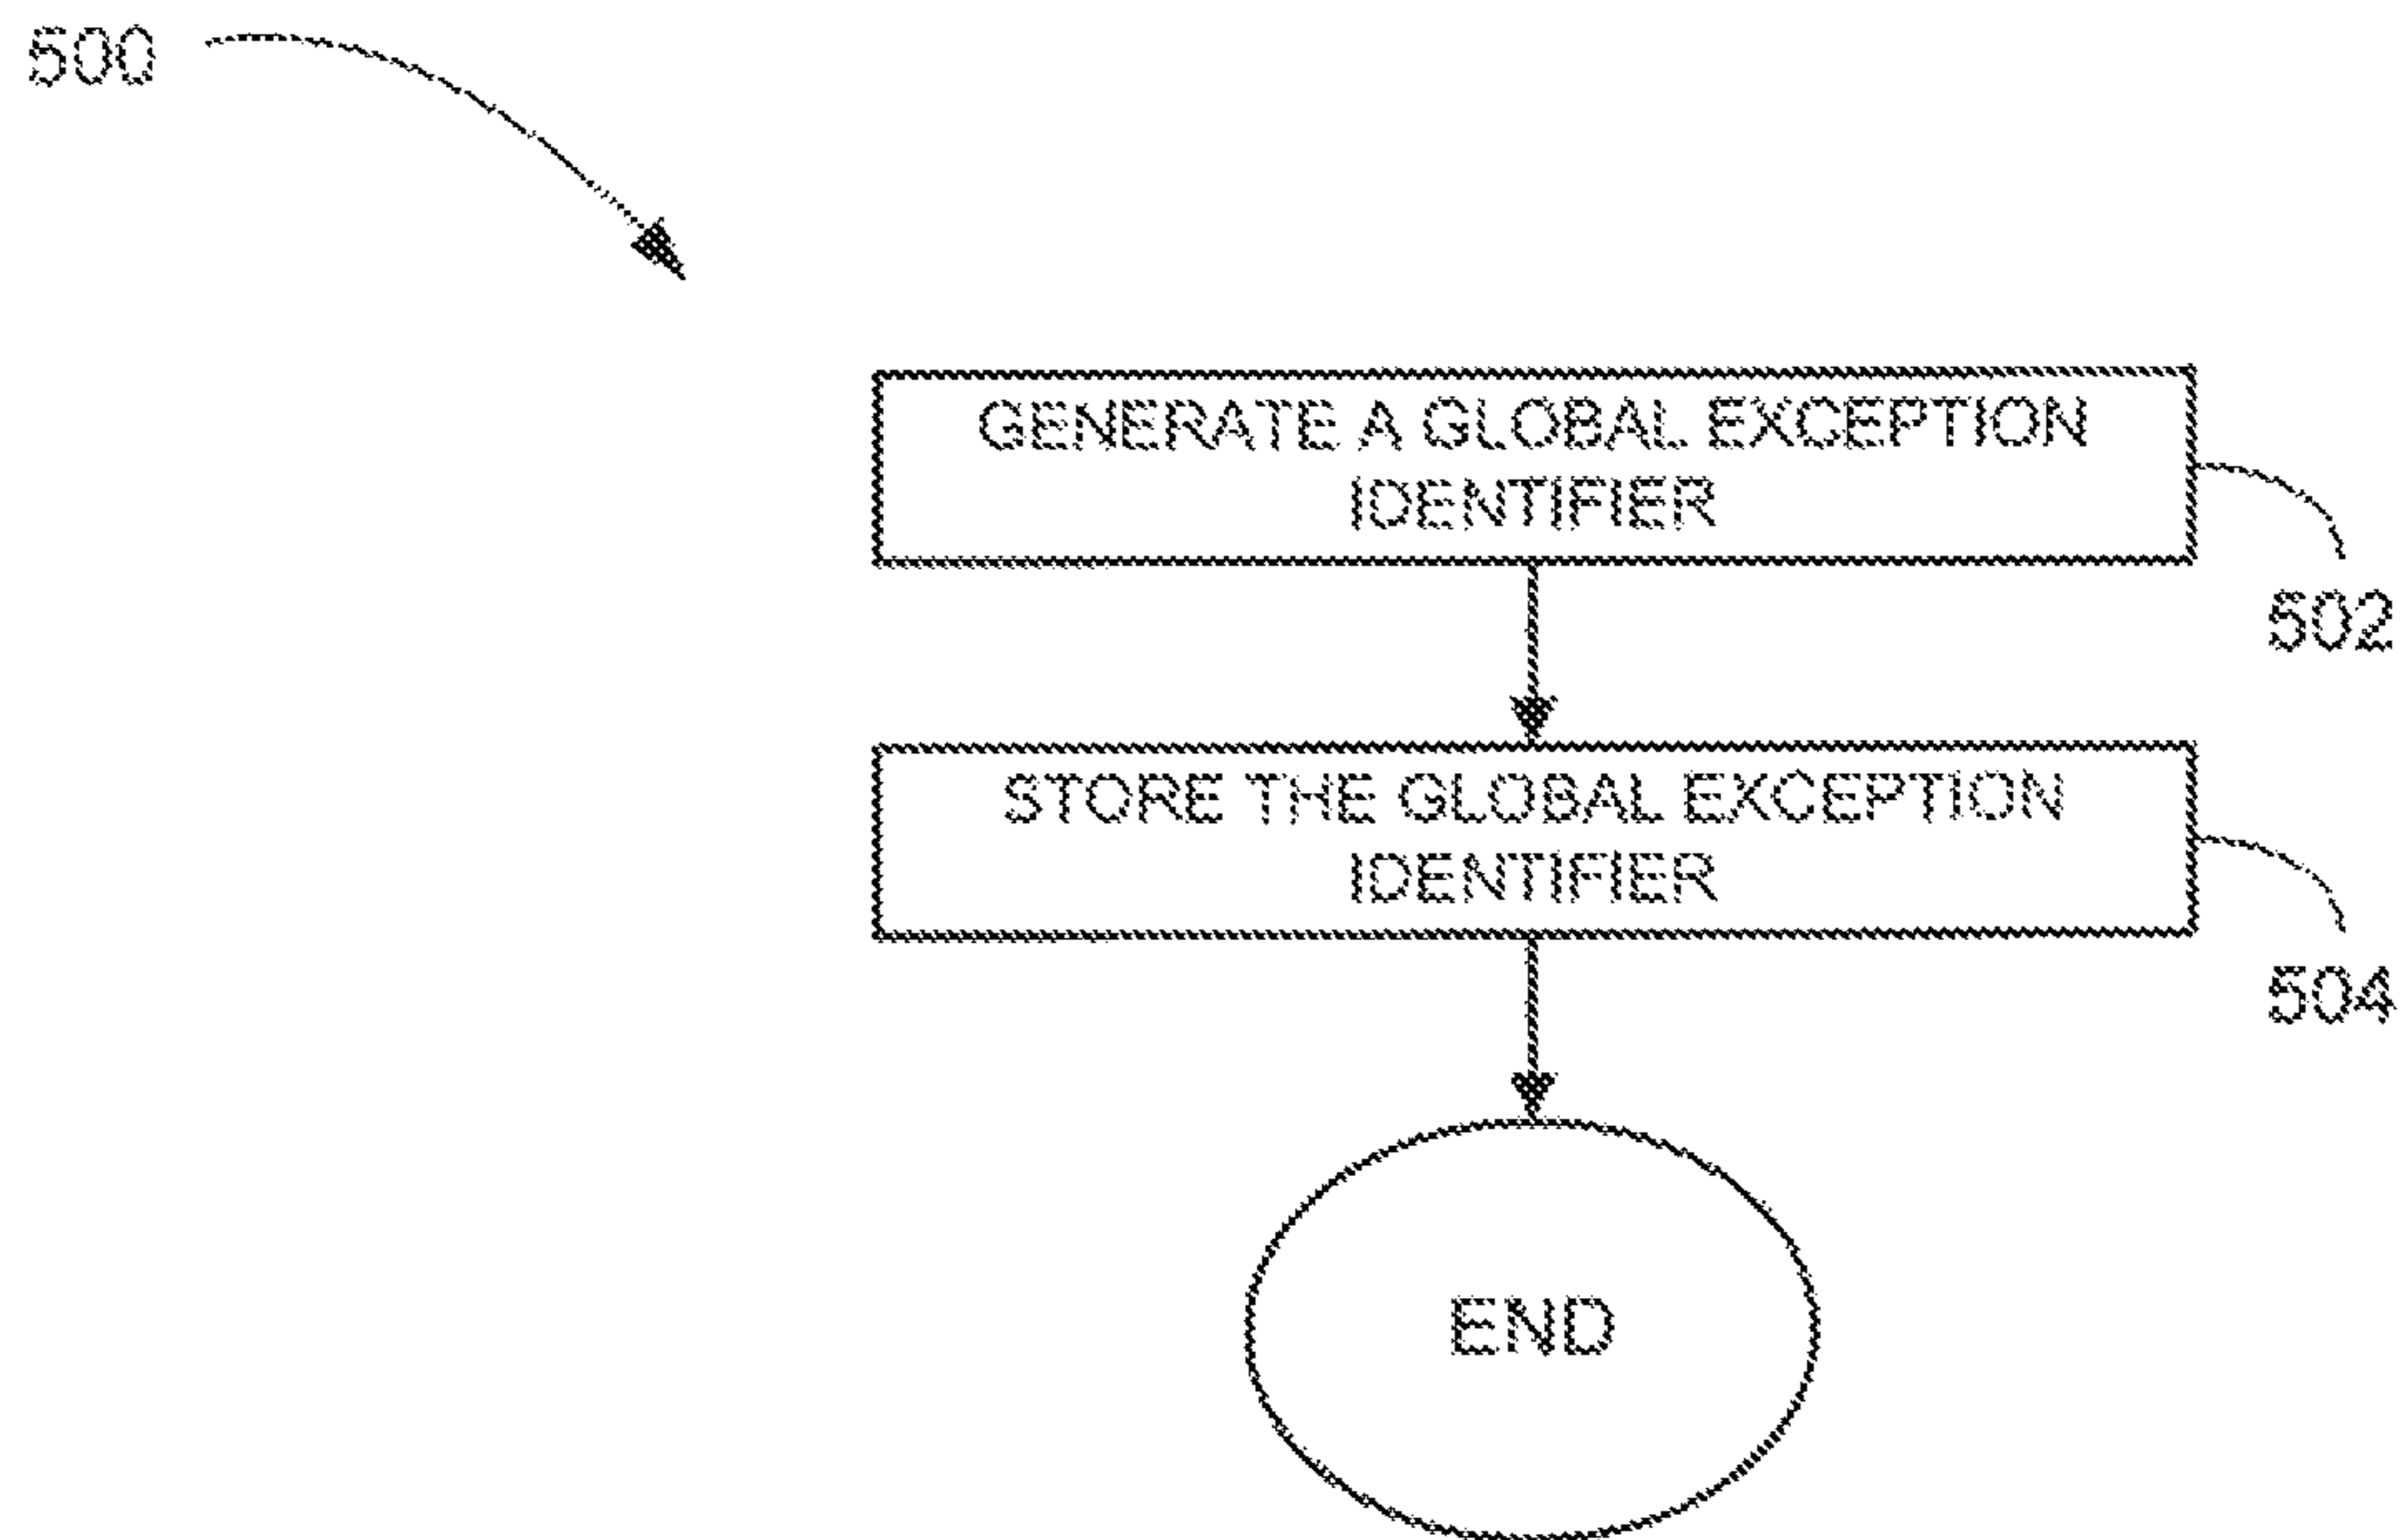 500
GENERATE A GLOBAL EXCEPTION
IDENTIFIER
502
STORE THE GLOBAL EXCEPTION
IDENTIFIER
504
END